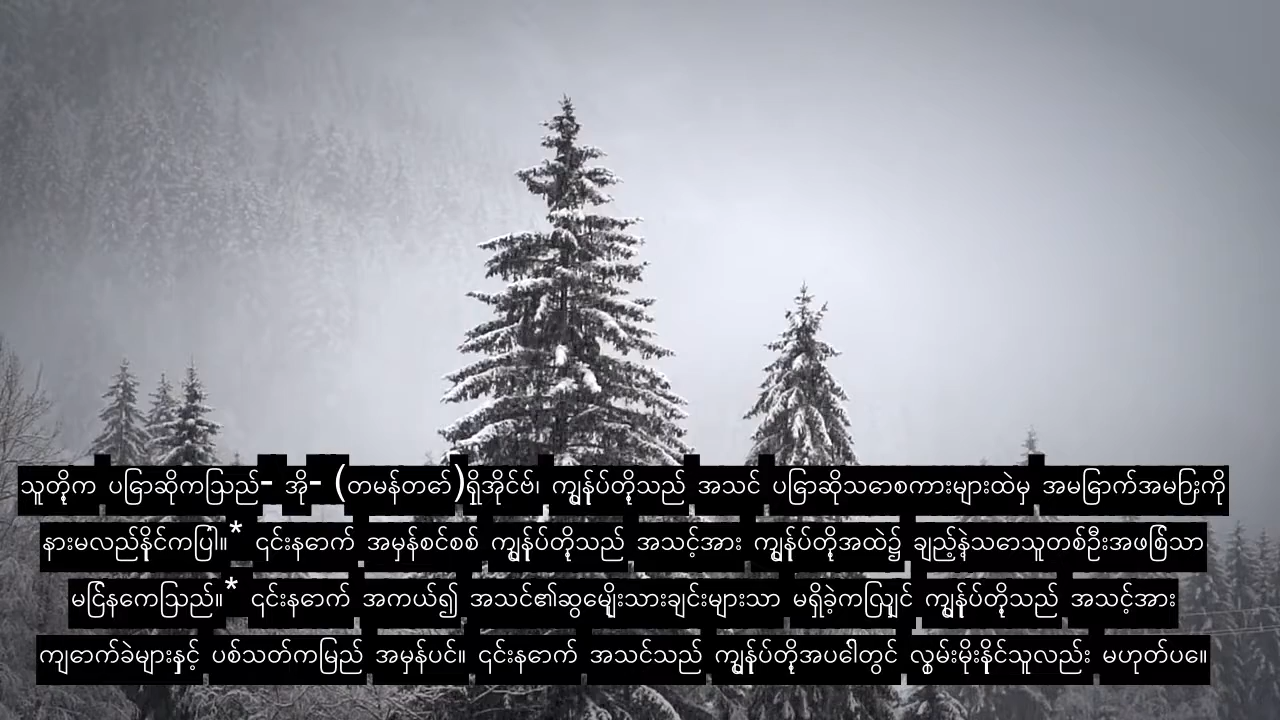 သူတို့က ပြောဆိုကြသည်- အို- (တမန်တော်)ရှိုအိုင်ဗ်၊ ကျွန်ုပ်တို့သည် အသင် ပြောဆိုသောစကားများထဲမှ အမြောက်အမြားကို
နားမလည်နိုင်ကြပါ။* ၎င်းနောက် အမှန်စင်စစ် ကျွန်ုပ်တို့သည် အသင့်အား ကျွန်ုပ်တို့အထဲ၌ ချည့်နဲ့သောသူတစ်ဦးအဖြစ်သာ
မြင်နေကြသည်။* ၎င်းနောက် အကယ်၍ အသင်၏ဆွေမျိုးသားချင်းများသာ မရှိခဲ့ကြလျှင် ကျွန်ုပ်တို့သည် အသင့်အား
ကျောက်ခဲများနှင့် ပစ်သတ်ကြမည် အမှန်ပင်။ ၎င်းနောက် အသင်သည် ကျွန်ုပ်တို့အပေါ်တွင် လွှမ်းမိုးနိုင်သူလည်း မဟုတ်ပေ။